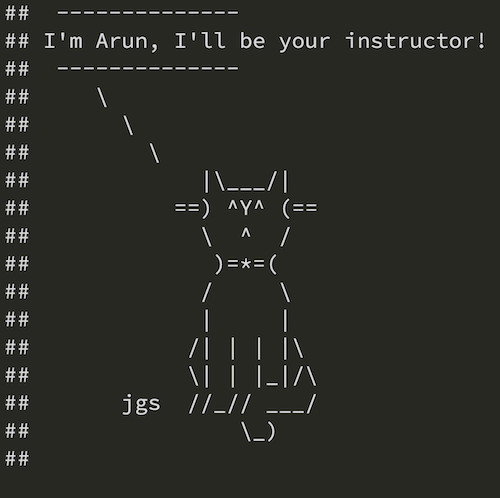 ##  --------------
## I'm Arun, I'll be your instructor!
##  --------------
##     \
##       \
##         \
##             |\___/|
##           ==) ^Y^ (==
##             \  ^  /
##              )=*=(
##             /     \
##             |     |
##            /| | | |\
##            \| | |_|/\
##       jgs  //_// ___/
##                \_)
##